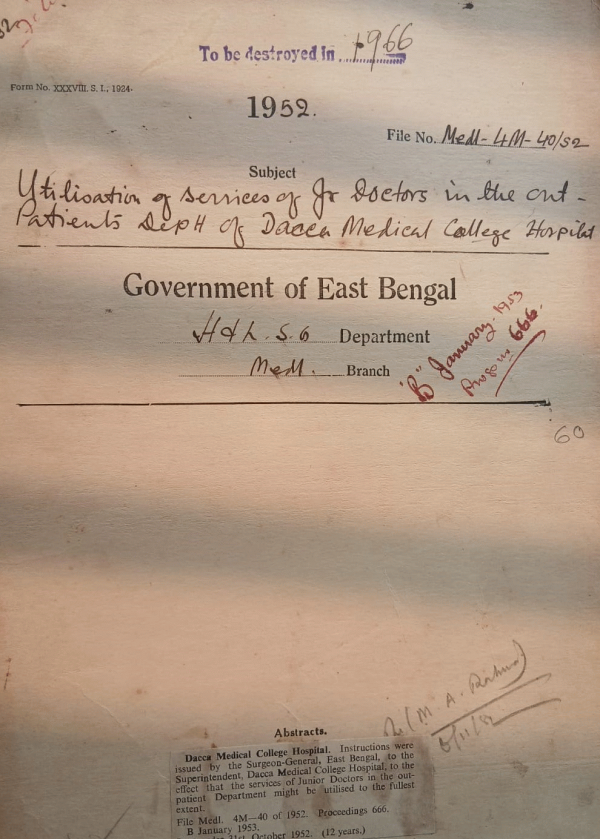 To be destroyed in 1966
Form No. XXXVIII. S. I., 1924.
1952.
File No. Medl-4M-40/52
Subject
Utilisation of services of Jr Doctors in the out-
Patients Deptt of Dacca Medical College Hospital
Government of East Bengal
H & L. S. G Department
Medl. Branch
"B" January. 1953
Progs no 666.
60
(M. A. Rahman)
Abstracts.
Dacca Medical College Hospital. Instructions were
issued by the Surgeon-General, East Bengal, to the
Superintendent, Dacca Medical College Hospital, to the
effect that the services of Junior Doctors in the out-
patient Department might be utilised to the fullest
extent.
File Medl. 4M—40 of 1952. Proceedings 666.
B January 1953.
31st October 1952. (12 years.)